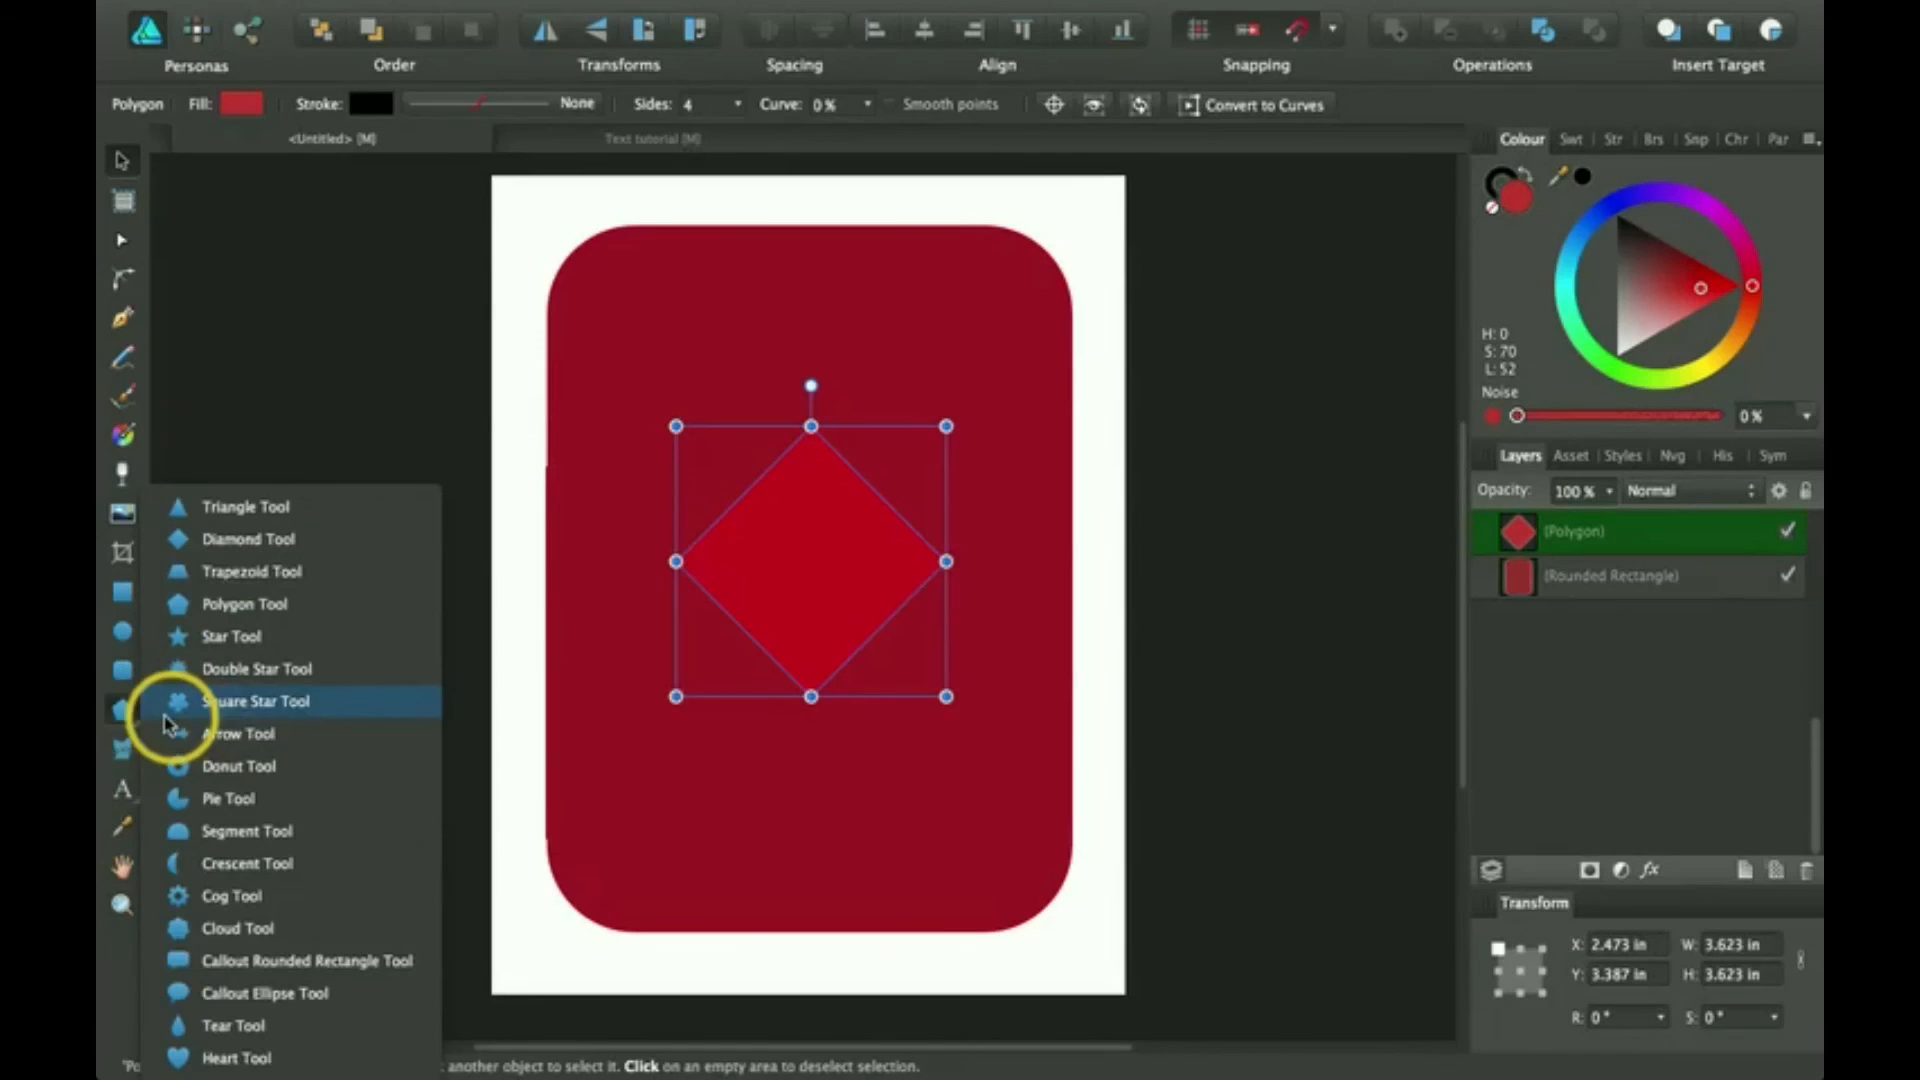 Personas
Order
Transforms
Spacing
Align
Snapping
Operations
Insert Target
Polygon
Fill:
Stroke:
None
Sides: 4
Curve: 0 %
Smooth points
Convert to Curves
<Untitled> [M]
Text tutorial [M]
Colour
Swt
Str
Brs
Snp
Chr
Par
H: 0
S: 70
L: 52
Noise
0 %
Layers
Asset
Styles
Nvg
His
Sym
Opacity:
100 %
Normal
(Polygon)
(Rounded Rectangle)
fx
Transform
X: 2.473 in
W: 3.623 in
Y: 3.387 in
H: 3.623 in
R: 0 °
S: 0 °
Triangle Tool
Diamond Tool
Trapezoid Tool
Polygon Tool
Star Tool
Double Star Tool
Square Star Tool
Arrow Tool
Donut Tool
Pie Tool
Segment Tool
Crescent Tool
Cog Tool
Cloud Tool
Callout Rounded Rectangle Tool
Callout Ellipse Tool
Tear Tool
Heart Tool
another object to select it. Click on an empty area to deselect selection.